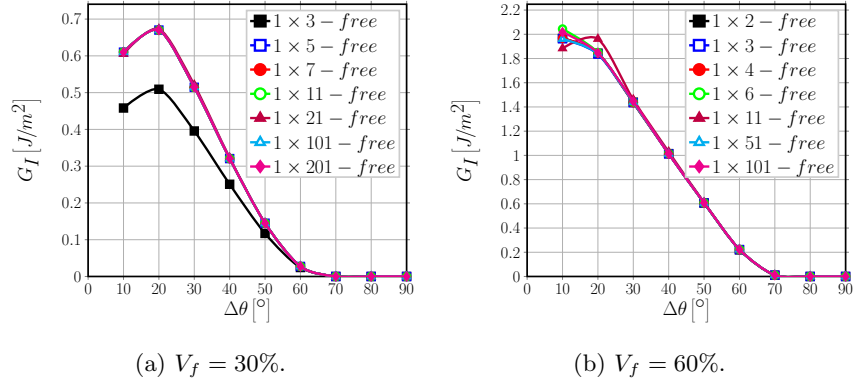 0.7
0.6
0.5
0.4
0.3
0.2
0.1
0
G_I [J/m²]
0 10 20 30 40 50 60 70 80 90
Δθ [°]
1 × 3 − free
1 × 5 − free
1 × 7 − free
1 × 11 − free
1 × 21 − free
1 × 101 − free
1 × 201 − free
(a) V_f = 30%.
2.2
2
1.8
1.6
1.4
1.2
1
0.8
0.6
0.4
0.2
0
G_I [J/m²]
0 10 20 30 40 50 60 70 80 90
Δθ [°]
1 × 2 − free
1 × 3 − free
1 × 4 − free
1 × 6 − free
1 × 11 − free
1 × 51 − free
1 × 101 − free
(b) V_f = 60%.